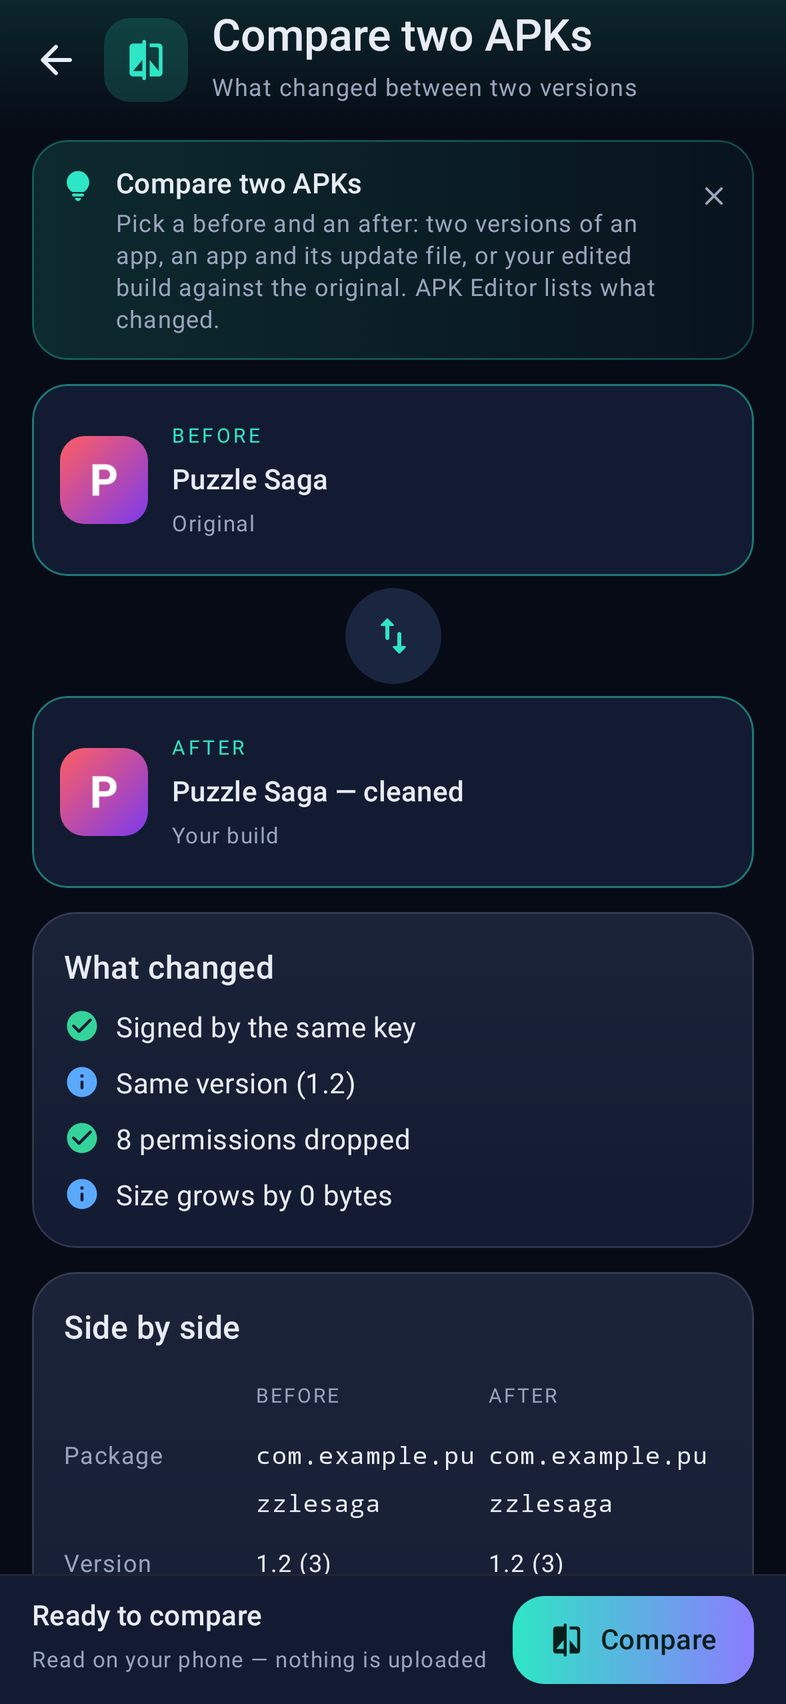 Compare two APKs
What changed between two versions
Compare two APKs
Pick a before and an after: two versions of an
app, an app and its update file, or your edited
build against the original. APK Editor lists what
changed.
P
BEFORE
Puzzle Saga
Original
P
AFTER
Puzzle Saga — cleaned
Your build
What changed
Signed by the same key
Same version (1.2)
8 permissions dropped
Size grows by 0 bytes
Side by side
BEFORE AFTER
Package com.example.pu com.example.pu
zzlesaga zzlesaga
Version 1.2 (3) 1.2 (3)
Ready to compare
Read on your phone — nothing is uploaded
Compare